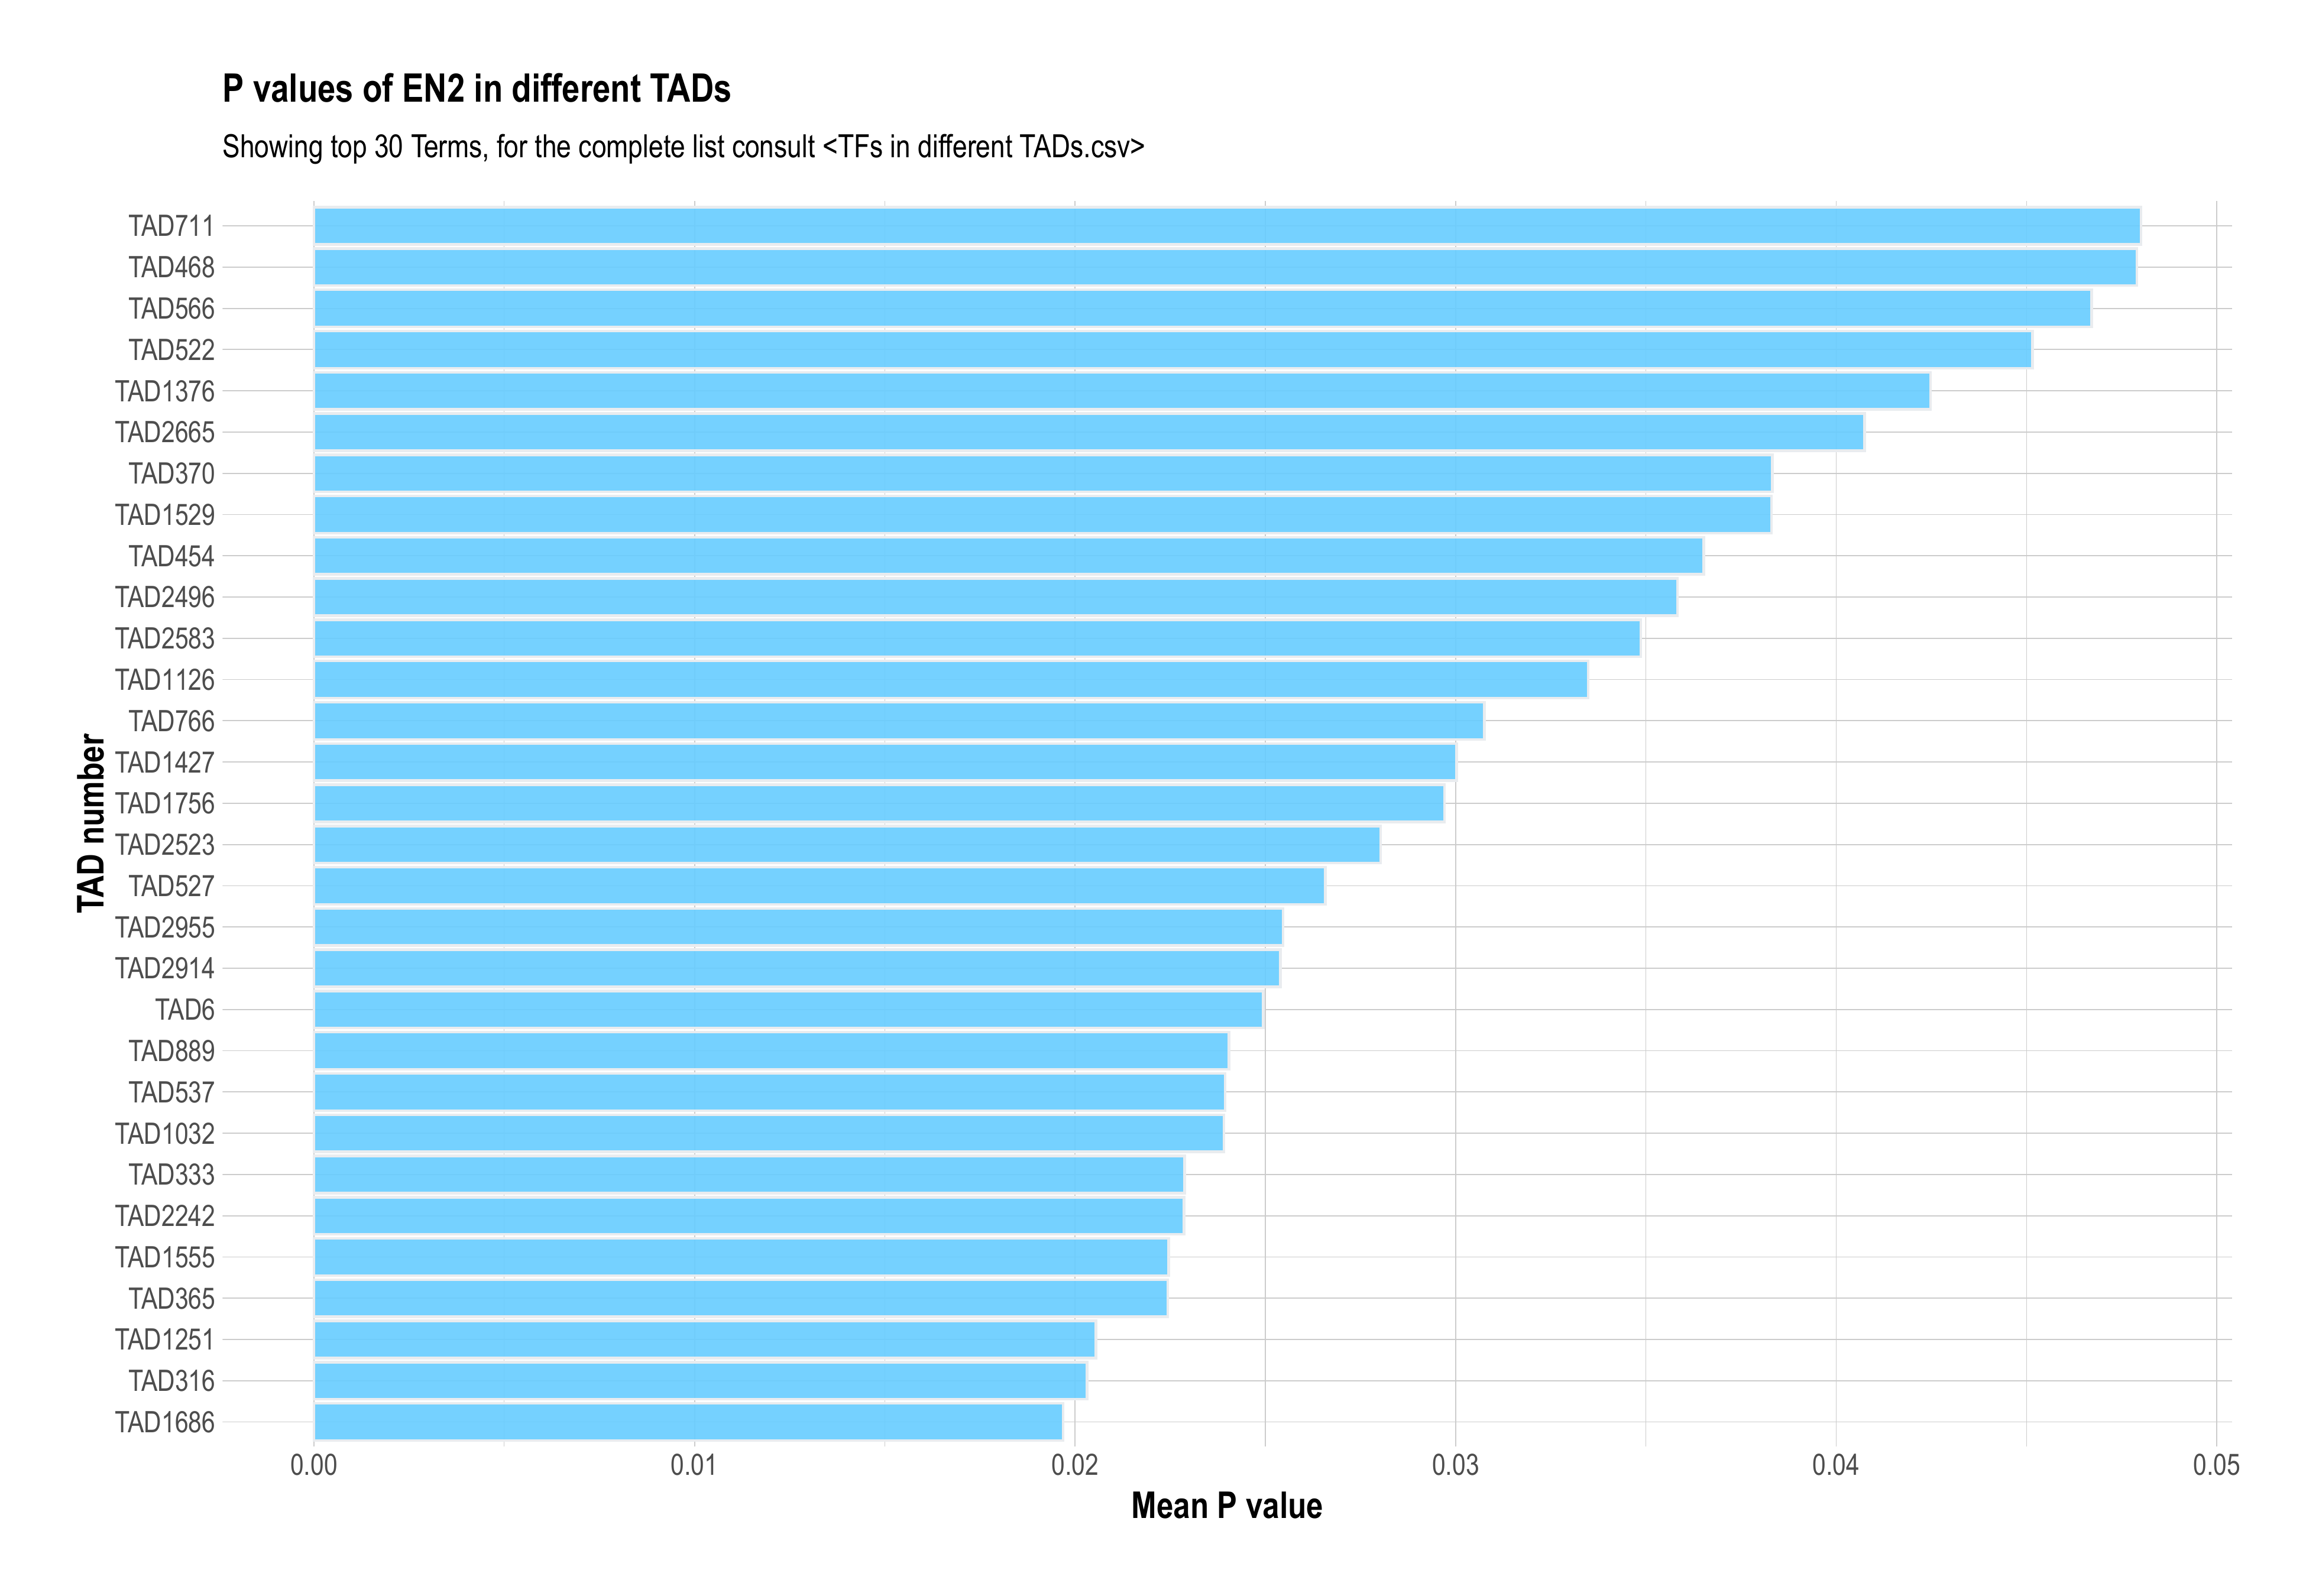 P values of EN2 in different TADs
Showing top 30 Terms, for the complete list consult <TFs in different TADs.csv>
TAD number
TAD711
TAD468
TAD566
TAD522
TAD1376
TAD2665
TAD370
TAD1529
TAD454
TAD2496
TAD2583
TAD1126
TAD766
TAD1427
TAD1756
TAD2523
TAD527
TAD2955
TAD2914
TAD6
TAD889
TAD537
TAD1032
TAD333
TAD2242
TAD1555
TAD365
TAD1251
TAD316
TAD1686
0.00 0.01 0.02 0.03 0.04 0.05
Mean P value